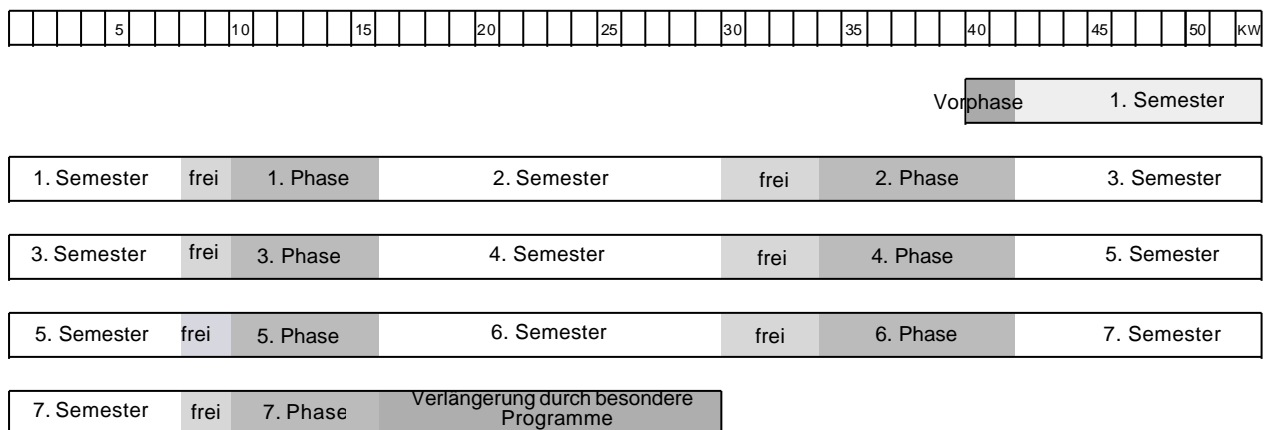 5 10 15 20 25 30 35 40 45 50 KW
Vorphase 1. Semester
1. Semester frei 1. Phase 2. Semester frei 2. Phase 3. Semester
3. Semester frei 3. Phase 4. Semester frei 4. Phase 5. Semester
5. Semester frei 5. Phase 6. Semester frei 6. Phase 7. Semester
7. Semester frei 7. Phase Verlängerung durch besondere
Programme